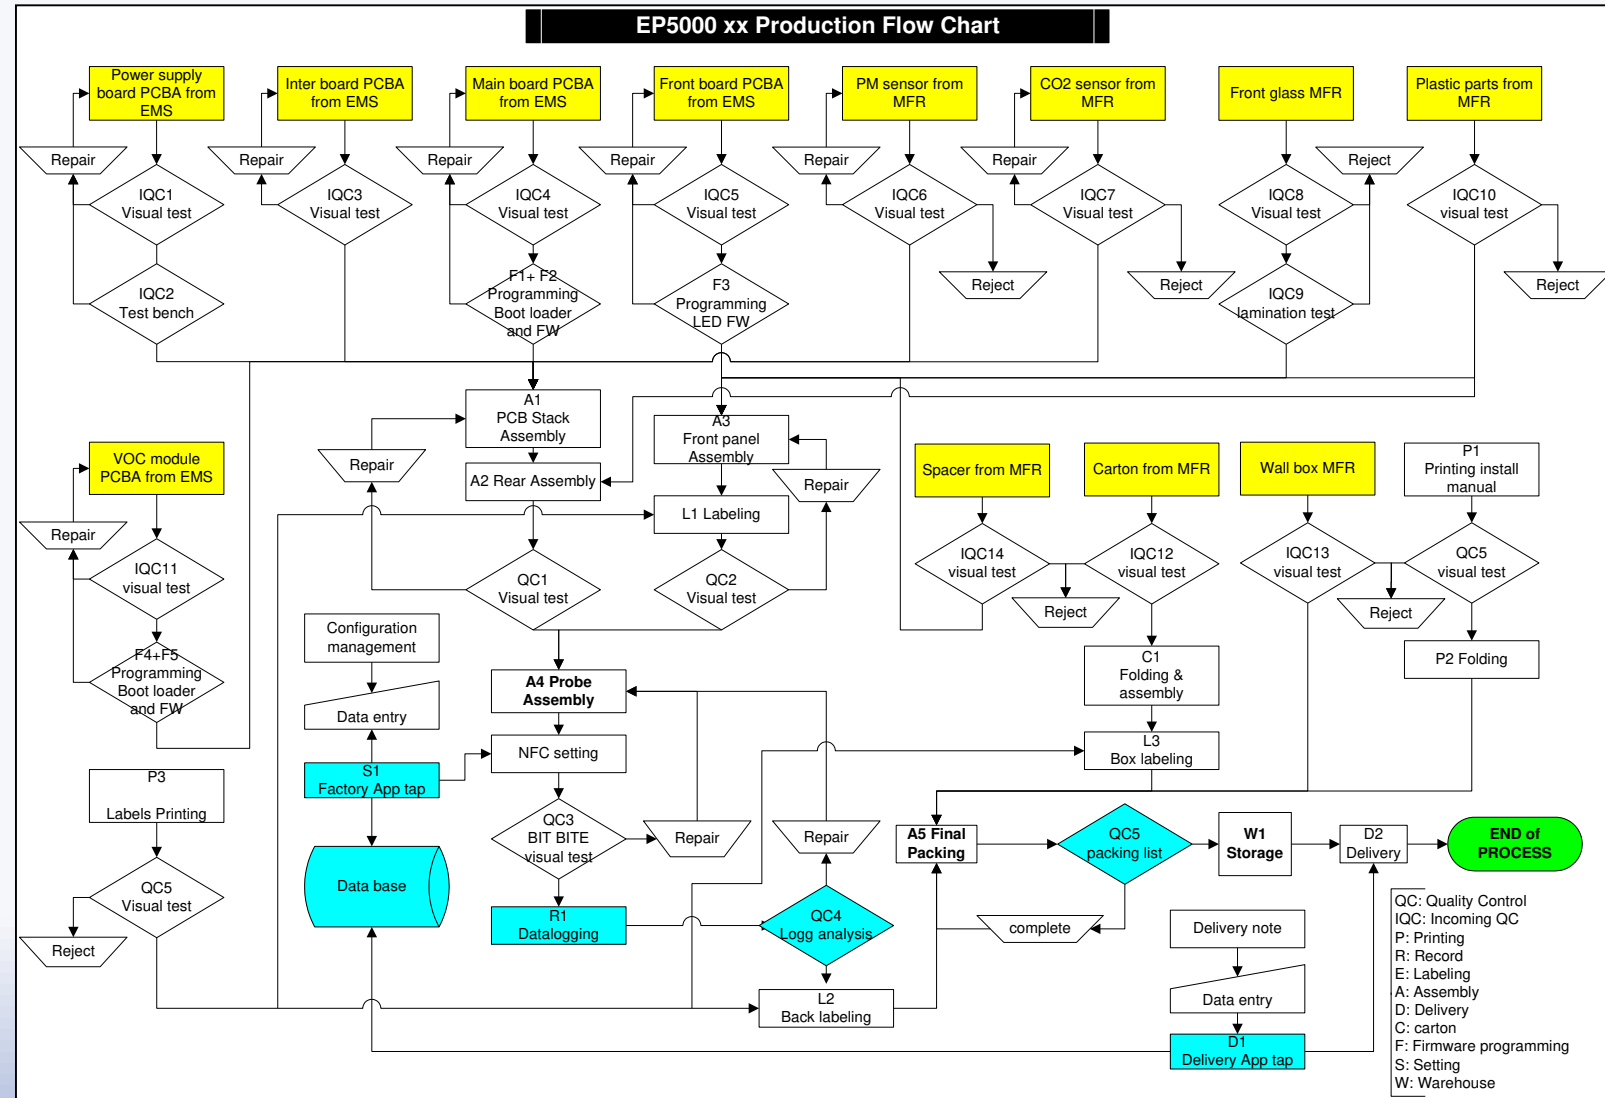 EP5000 xx Production Flow Chart
Power supply
board PCBA from
EMS
Inter board PCBA
from EMS
Main board PCBA
from EMS
Front board PCBA
from EMS
PM sensor from
MFR
CO2 sensor from
MFR
Front glass MFR
Plastic parts from
MFR
Repair
Repair
Repair
Repair
Repair
Repair
Reject
IQC1
Visual test
IQC3
Visual test
IQC4
Visual test
IQC5
Visual test
IQC6
Visual test
IQC7
Visual test
IQC8
Visual test
IQC10
visual test
IQC2
Test bench
F1+ F2
Programming
Boot loader
and FW
F3
Programming
LED FW
Reject
Reject
IQC9
lamination test
Reject
A1
PCB Stack
Assembly
A3
Front panel
Assembly
Repair
A2 Rear Assembly
Repair
L1 Labeling
VOC module
PCBA from EMS
Spacer from MFR
Carton from MFR
Wall box MFR
P1
Printing install
manual
Repair
IQC11
visual test
QC1
Visual test
QC2
Visual test
IQC14
visual test
IQC12
visual test
IQC13
visual test
QC5
visual test
Reject
Reject
Configuration
management
F4+F5
Programming
Boot loader
and FW
A4 Probe
Assembly
C1
Folding &
assembly
P2 Folding
Data entry
NFC setting
L3
Box labeling
S1
Factory App tap
P3
Labels Printing
QC3
BIT BITE
visual test
Repair
Repair
A5 Final
Packing
QC5
packing list
W1
Storage
D2
Delivery
END of
PROCESS
Data base
QC5
Visual test
R1
Datalogging
QC4
Logg analysis
complete
Delivery note
Reject
Data entry
L2
Back labeling
D1
Delivery App tap
QC: Quality Control
IQC: Incoming QC
P: Printing
R: Record
E: Labeling
A: Assembly
D: Delivery
C: carton
F: Firmware programming
S: Setting
W: Warehouse